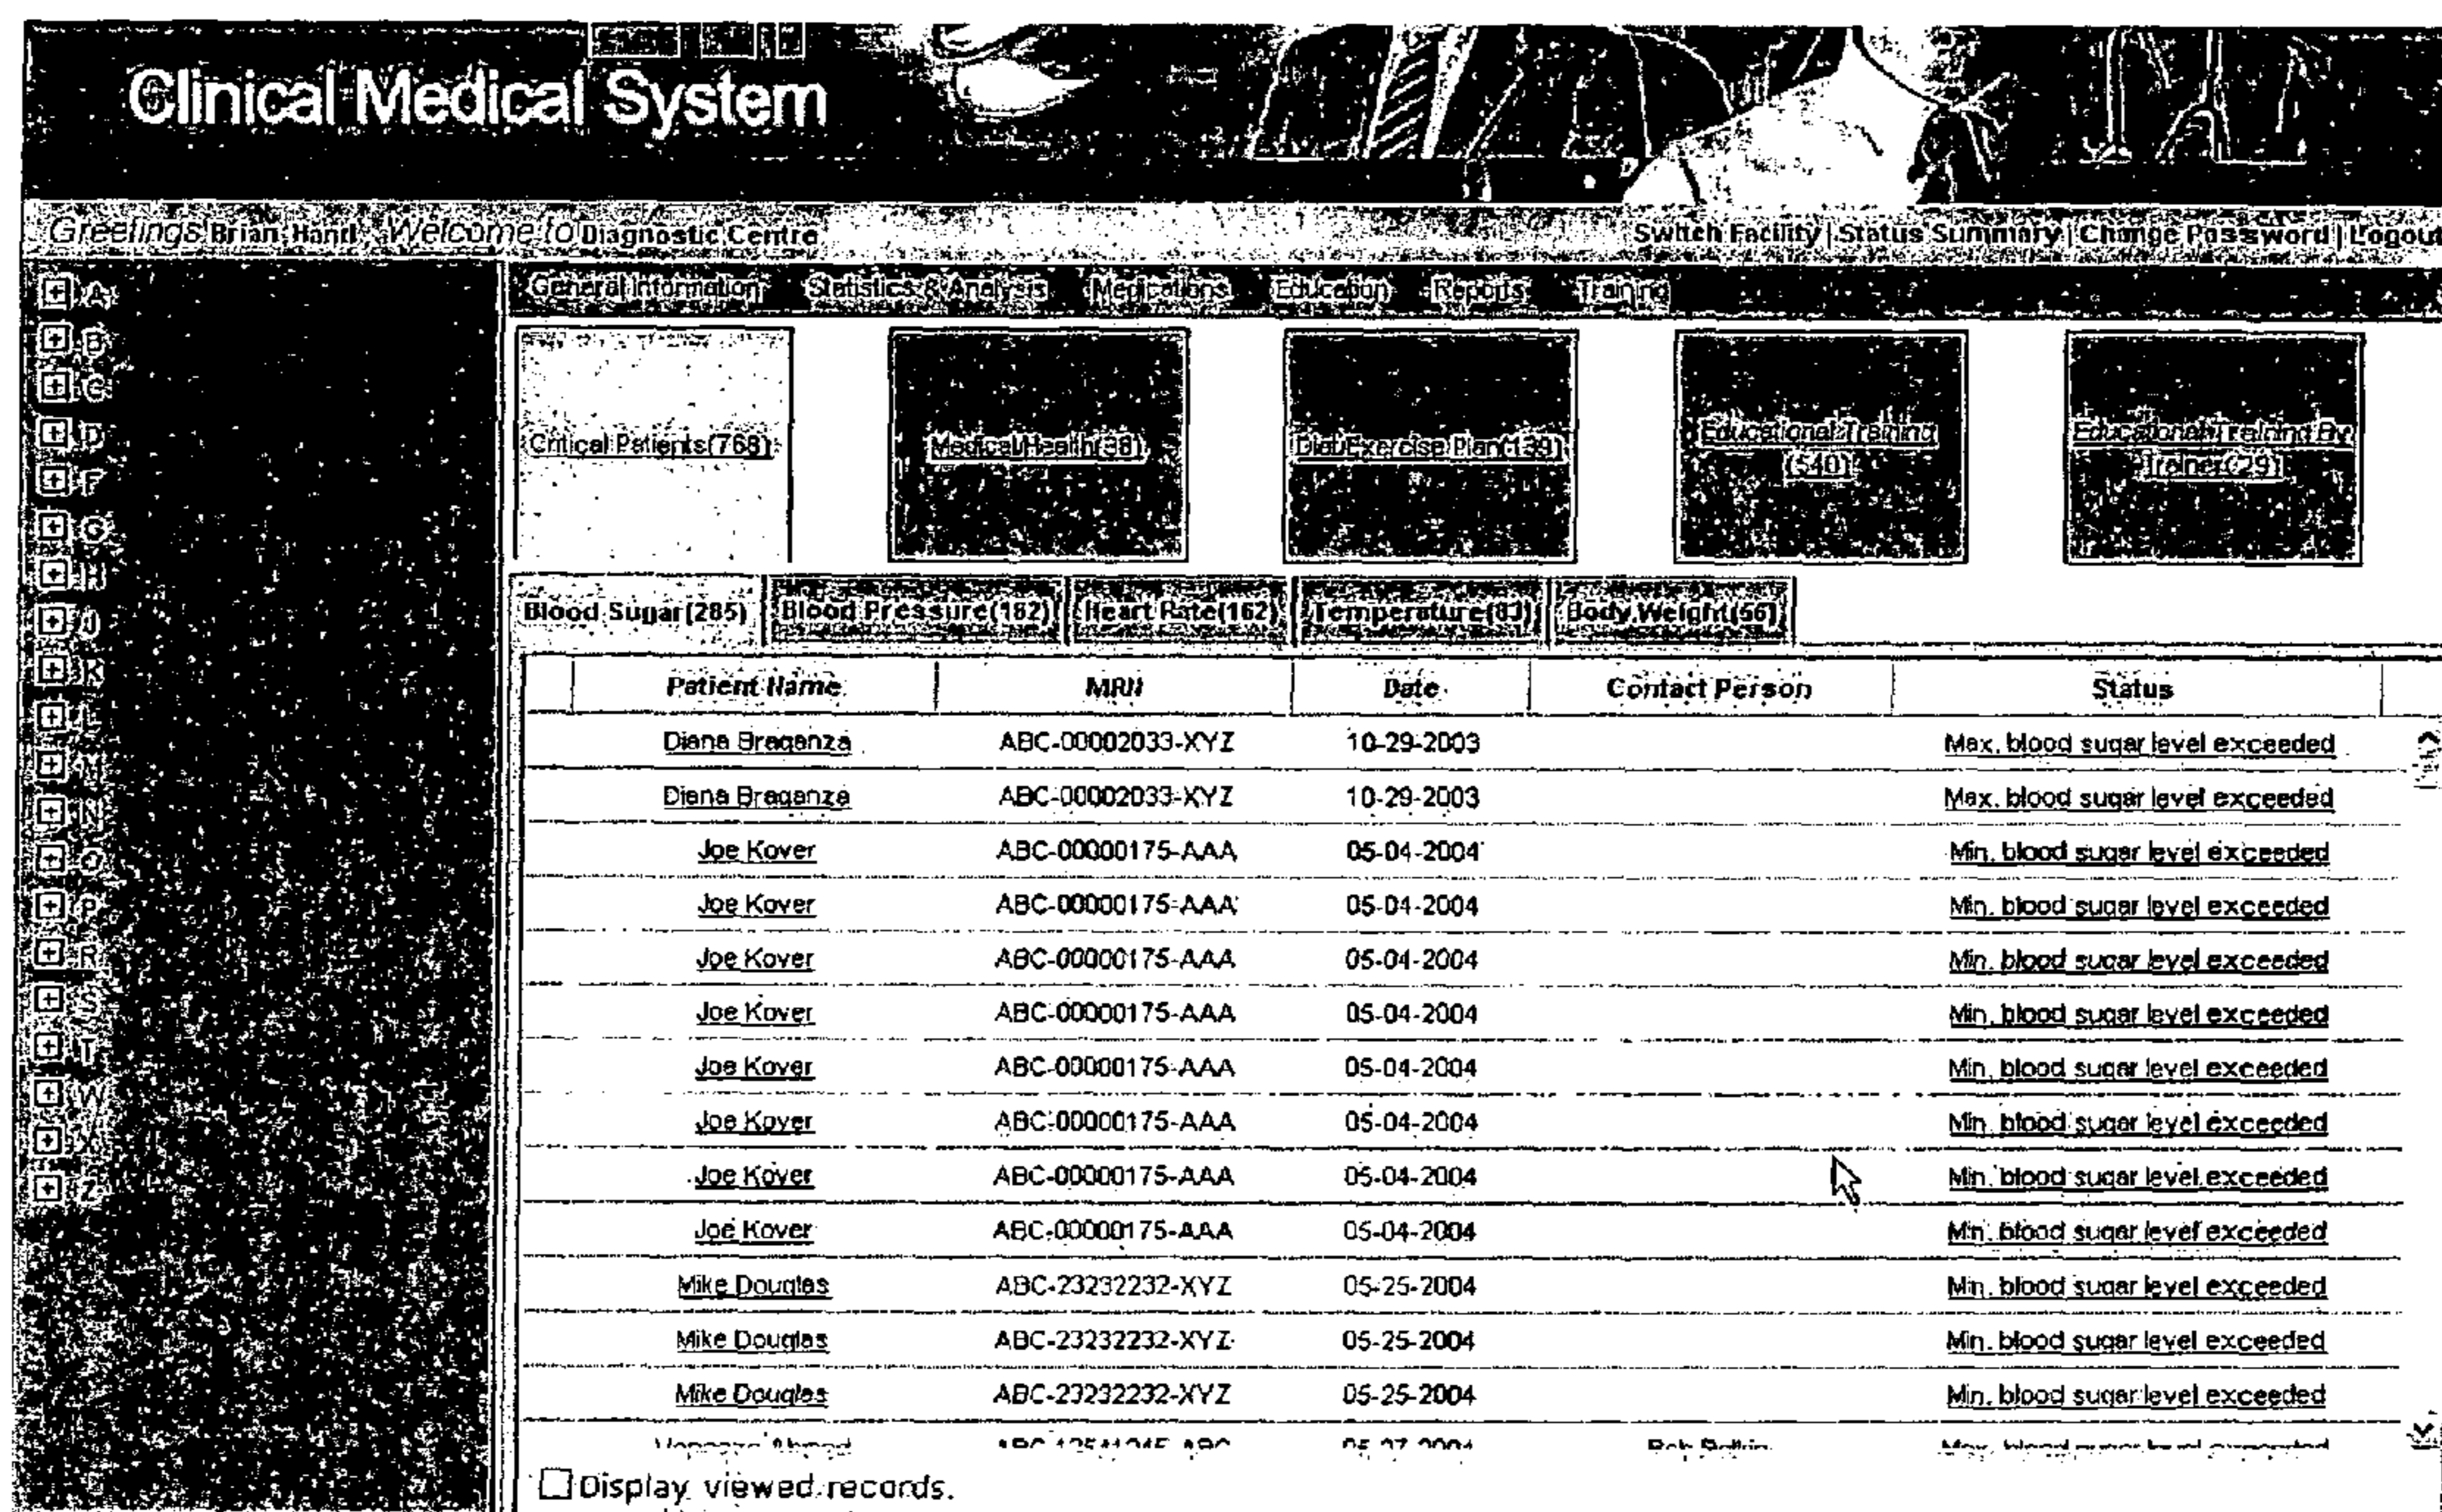 Clinical Medical System
Greetings Brian Hand, Welcome to Diagnostic Centre
Switch Facility | Status Summary | Change Password | Logout
General Information Statistics & Analysis Medications Education Reports Training
A
B
C
D
F
G
H
J
K
L
M
N
O
P
R
S
T
W
X
Z
Critical Patients(768)
Medical/Health(38)
Diet/Exercise Plan(139)
Educational Training
(540)
Educational Training By
Trainer(29)
Blood Sugar(285) Blood Pressure(182) Heart Rate(162) Temperature(83) Body Weight(56)
Patient Name MRN Date Contact Person Status
Diana Braganza ABC-00002033-XYZ 10-29-2003 Max. blood sugar level exceeded
Diana Braganza ABC-00002033-XYZ 10-29-2003 Max. blood sugar level exceeded
Joe Kover ABC-00000175-AAA 05-04-2004 Min. blood sugar level exceeded
Joe Kover ABC-00000175-AAA 05-04-2004 Min. blood sugar level exceeded
Joe Kover ABC-00000175-AAA 05-04-2004 Min. blood sugar level exceeded
Joe Kover ABC-00000175-AAA 05-04-2004 Min. blood sugar level exceeded
Joe Kover ABC-00000175-AAA 05-04-2004 Min. blood sugar level exceeded
Joe Kover ABC-00000175-AAA 05-04-2004 Min. blood sugar level exceeded
Joe Kover ABC-00000175-AAA 05-04-2004 Min. blood sugar level exceeded
Joe Kover ABC-00000175-AAA 05-04-2004 Min. blood sugar level exceeded
Mike Douglas ABC-23232232-XYZ 05-25-2004 Min. blood sugar level exceeded
Mike Douglas ABC-23232232-XYZ 05-25-2004 Min. blood sugar level exceeded
Mike Douglas ABC-23232232-XYZ 05-25-2004 Min. blood sugar level exceeded
Max. blood sugar level exceeded
Display viewed records.